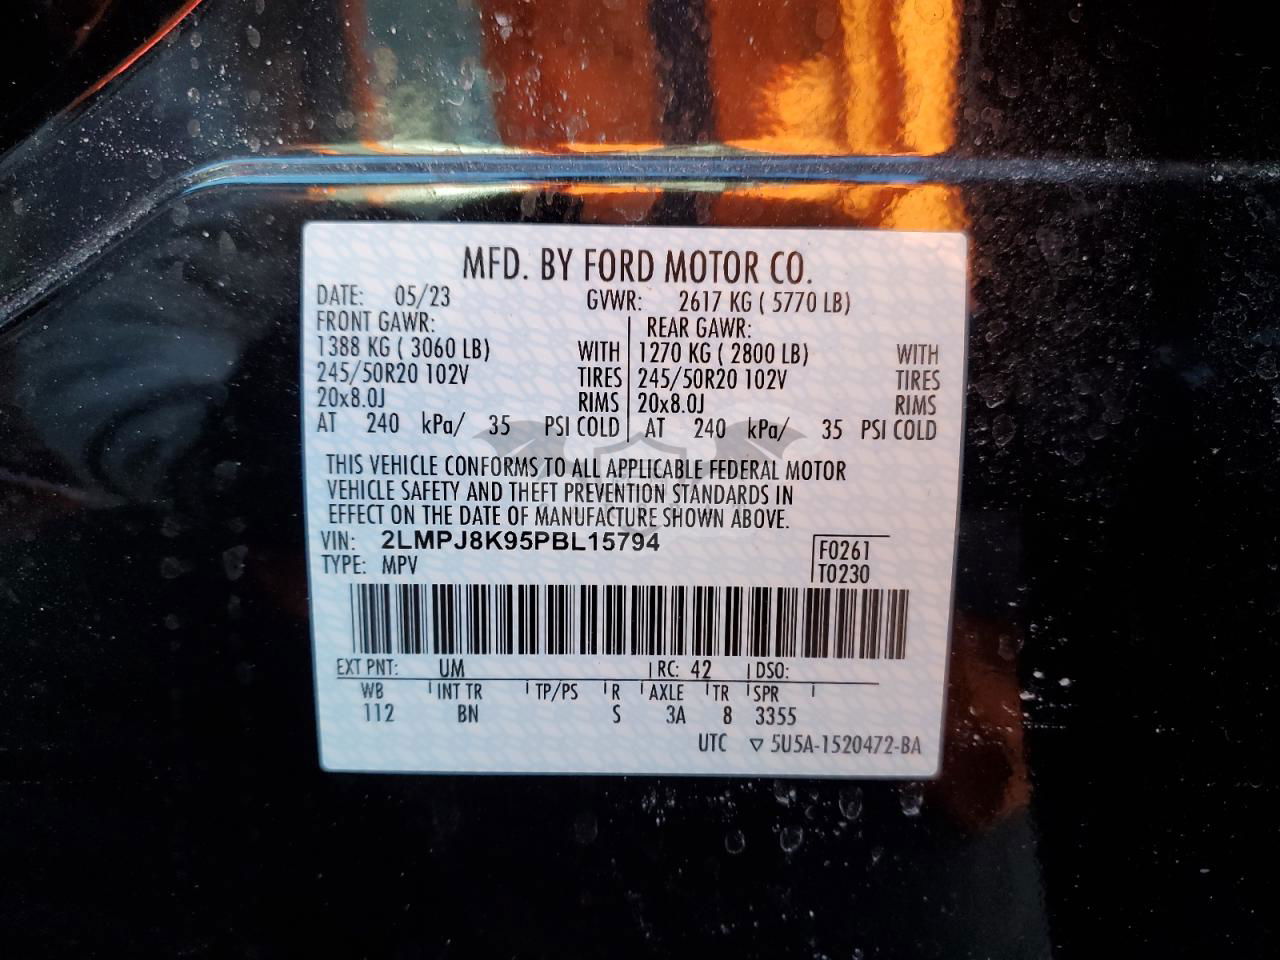 MFD. BY FORD MOTOR CO.
DATE: 05/23 GVWR: 2617 KG ( 5770 LB)
FRONT GAWR: REAR GAWR:
1388 KG ( 3060 LB) WITH 1270 KG ( 2800 LB) WITH
245/50R20 102V TIRES 245/50R20 102V TIRES
20x8.0J RIMS 20x8.0J RIMS
AT 240 kPa/ 35 PSI COLD AT 240 kPa/ 35 PSI COLD
THIS VEHICLE CONFORMS TO ALL APPLICABLE FEDERAL MOTOR
VEHICLE SAFETY AND THEFT PREVENTION STANDARDS IN
EFFECT ON THE DATE OF MANUFACTURE SHOWN ABOVE.
VIN: 2LMPJ8K95PBL15794 F0261
TYPE: MPV T0230
EXT PNT: UM RC: 42 DSO:
WB INT TR TP/PS R AXLE TR SPR
112 BN S 3A 8 3355
UTC ▽ 5U5A-1520472-BA